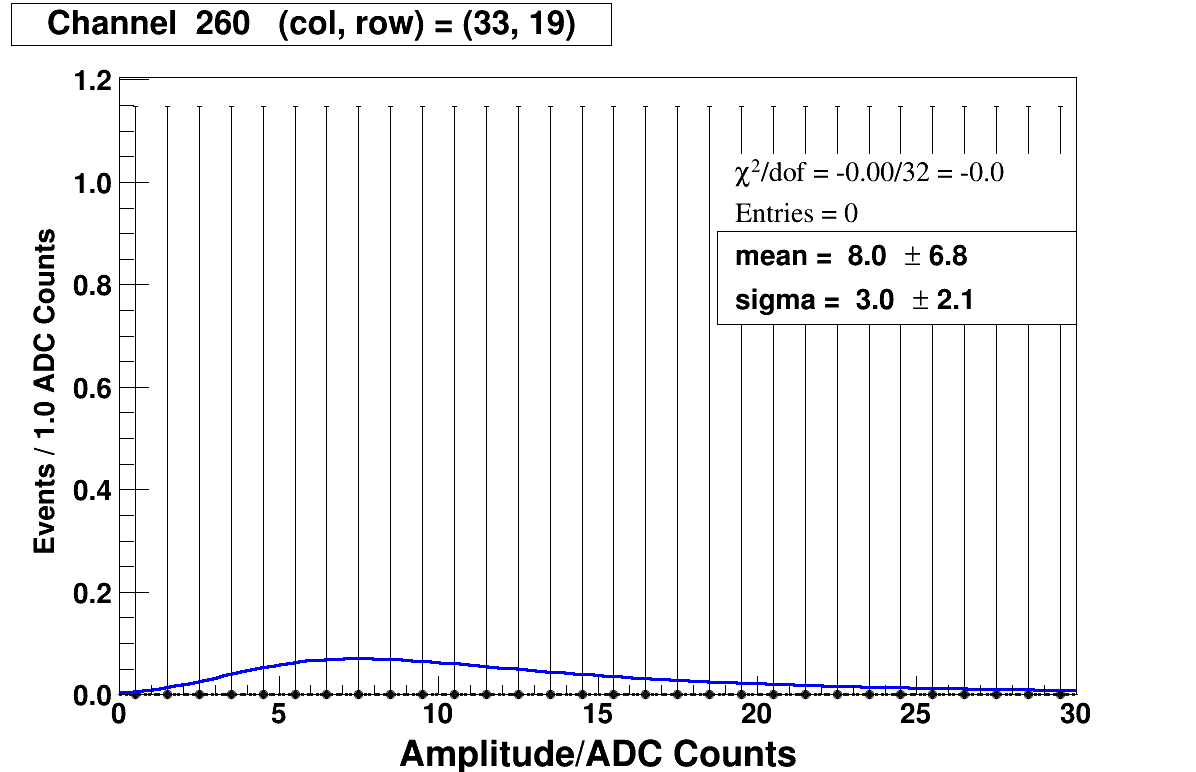 Channel 260 (col, row) = (33, 19)
1.2
1.0
0.8
0.6
0.4
0.2
0.0
Events / 1.0 ADC Counts
χ²/dof = -0.00/32 = -0.0
Entries = 0
mean = 8.0 ± 6.8
sigma = 3.0 ± 2.1
0 5 10 15 20 25 30
Amplitude/ADC Counts